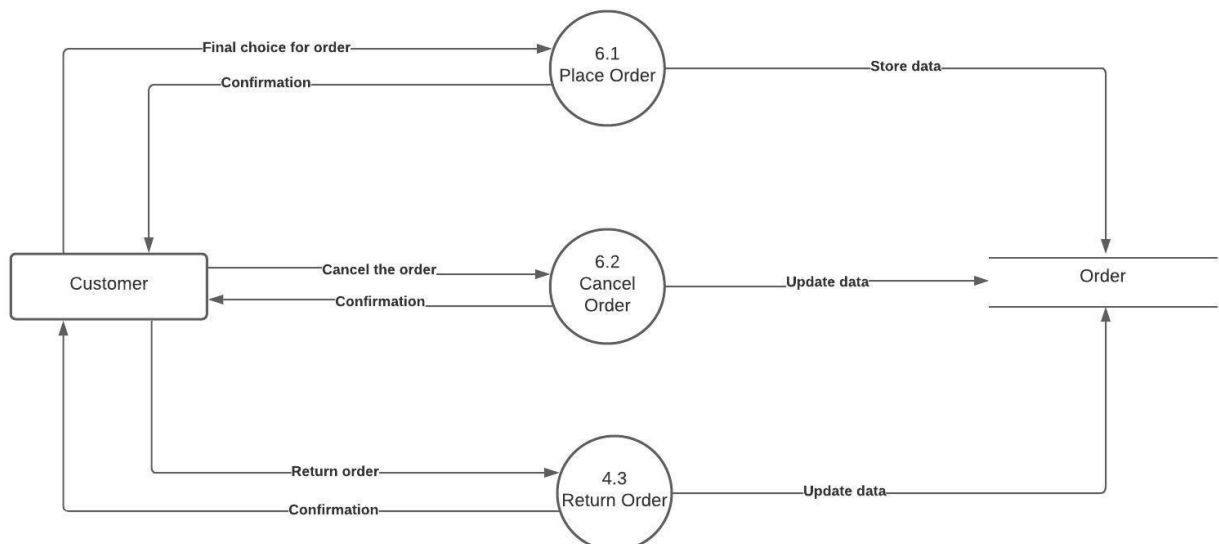 Final choice for order
6.1
Place Order
Store data
Confirmation
Customer
Cancel the order
Confirmation
6.2
Cancel
Order
Update data
Order
Return order
4.3
Return Order
Update data
Confirmation